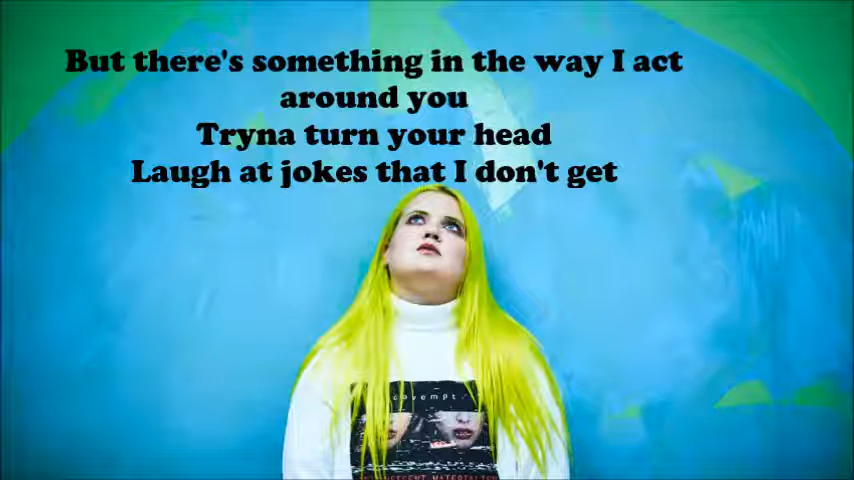 But there's something in the way I act
around you
Tryna turn your head
Laugh at jokes that I don't get
covempt.